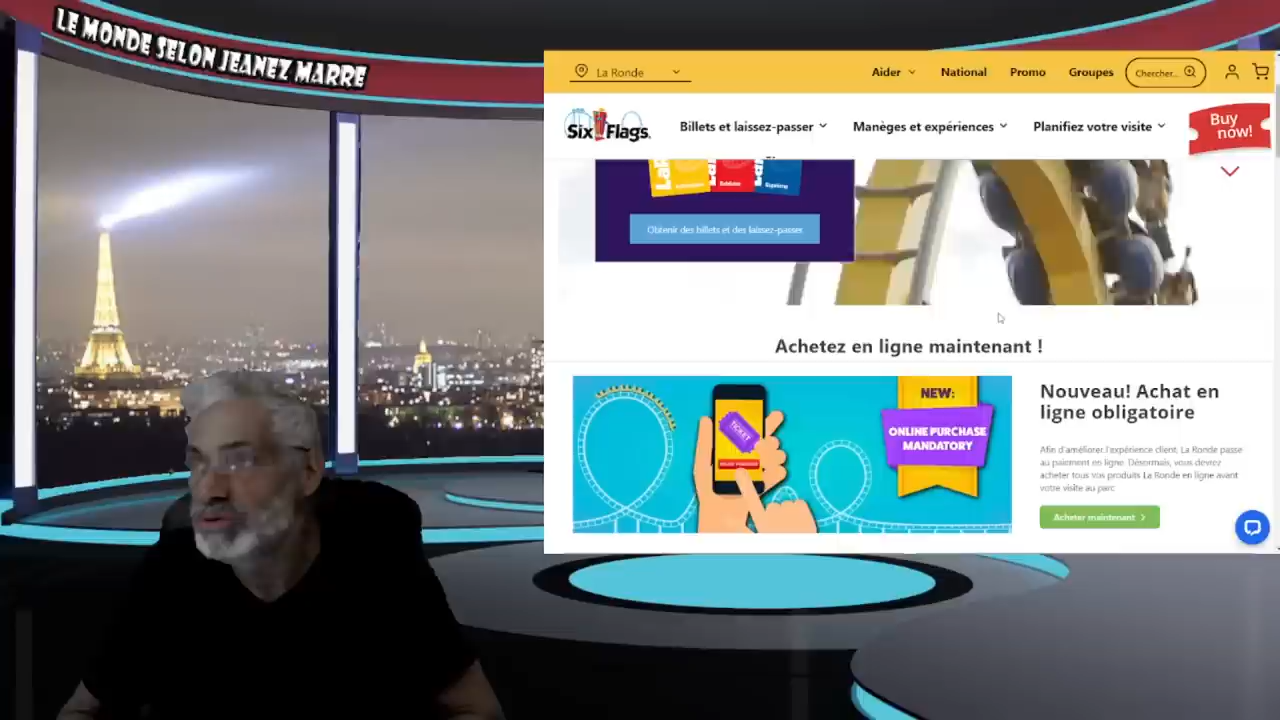 LE MONDE SELON JEANEZ MARRE
La Ronde
Aider
National
Promo
Groupes
Chercher...
Six Flags
Billets et laissez-passer
Manèges et expériences
Planifiez votre visite
Buy
now!
Obtenir des billets et des laissez-passer
Achetez en ligne maintenant !
NEW:
ONLINE PURCHASE
MANDATORY
TICKET
Nouveau! Achat en
ligne obligatoire
Afin d'améliorer l'expérience client, La Ronde passe
au paiement en ligne. Désormais, vous devrez
acheter tous vos produits La Ronde en ligne avant
votre visite au parc
Acheter maintenant